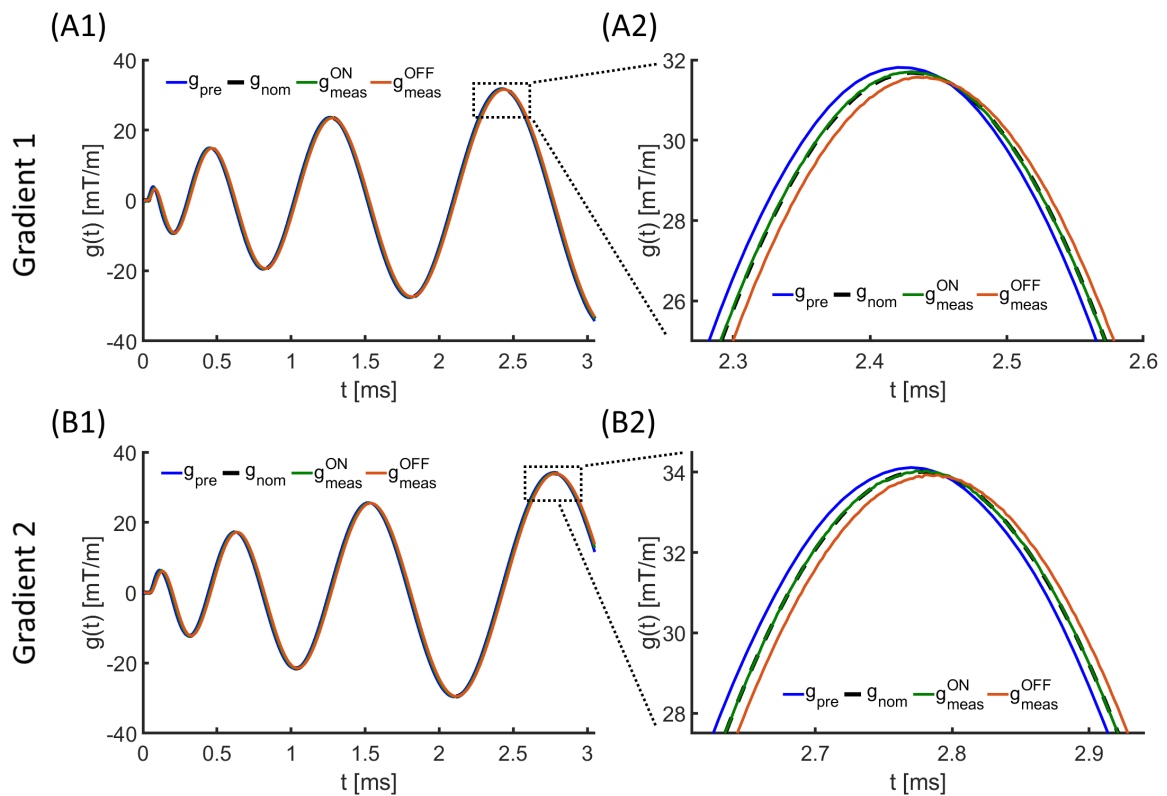 (A1)
(A2)
Gradient 1
g(t) [mT/m]
40
20
0
-20
-40
g_pre g_nom g_meas^ON g_meas^OFF
0 0.5 1 1.5 2 2.5 3
t [ms]
g(t) [mT/m]
32
30
28
26
g_pre g_nom g_meas^ON g_meas^OFF
2.3 2.4 2.5 2.6
t [ms]
(B1)
(B2)
Gradient 2
g(t) [mT/m]
40
20
0
-20
-40
g_pre g_nom g_meas^ON g_meas^OFF
0 0.5 1 1.5 2 2.5 3
t [ms]
g(t) [mT/m]
34
32
34
28
g_pre g_nom g_meas^ON g_meas^OFF
2.7 2.8 2.9
t [ms]